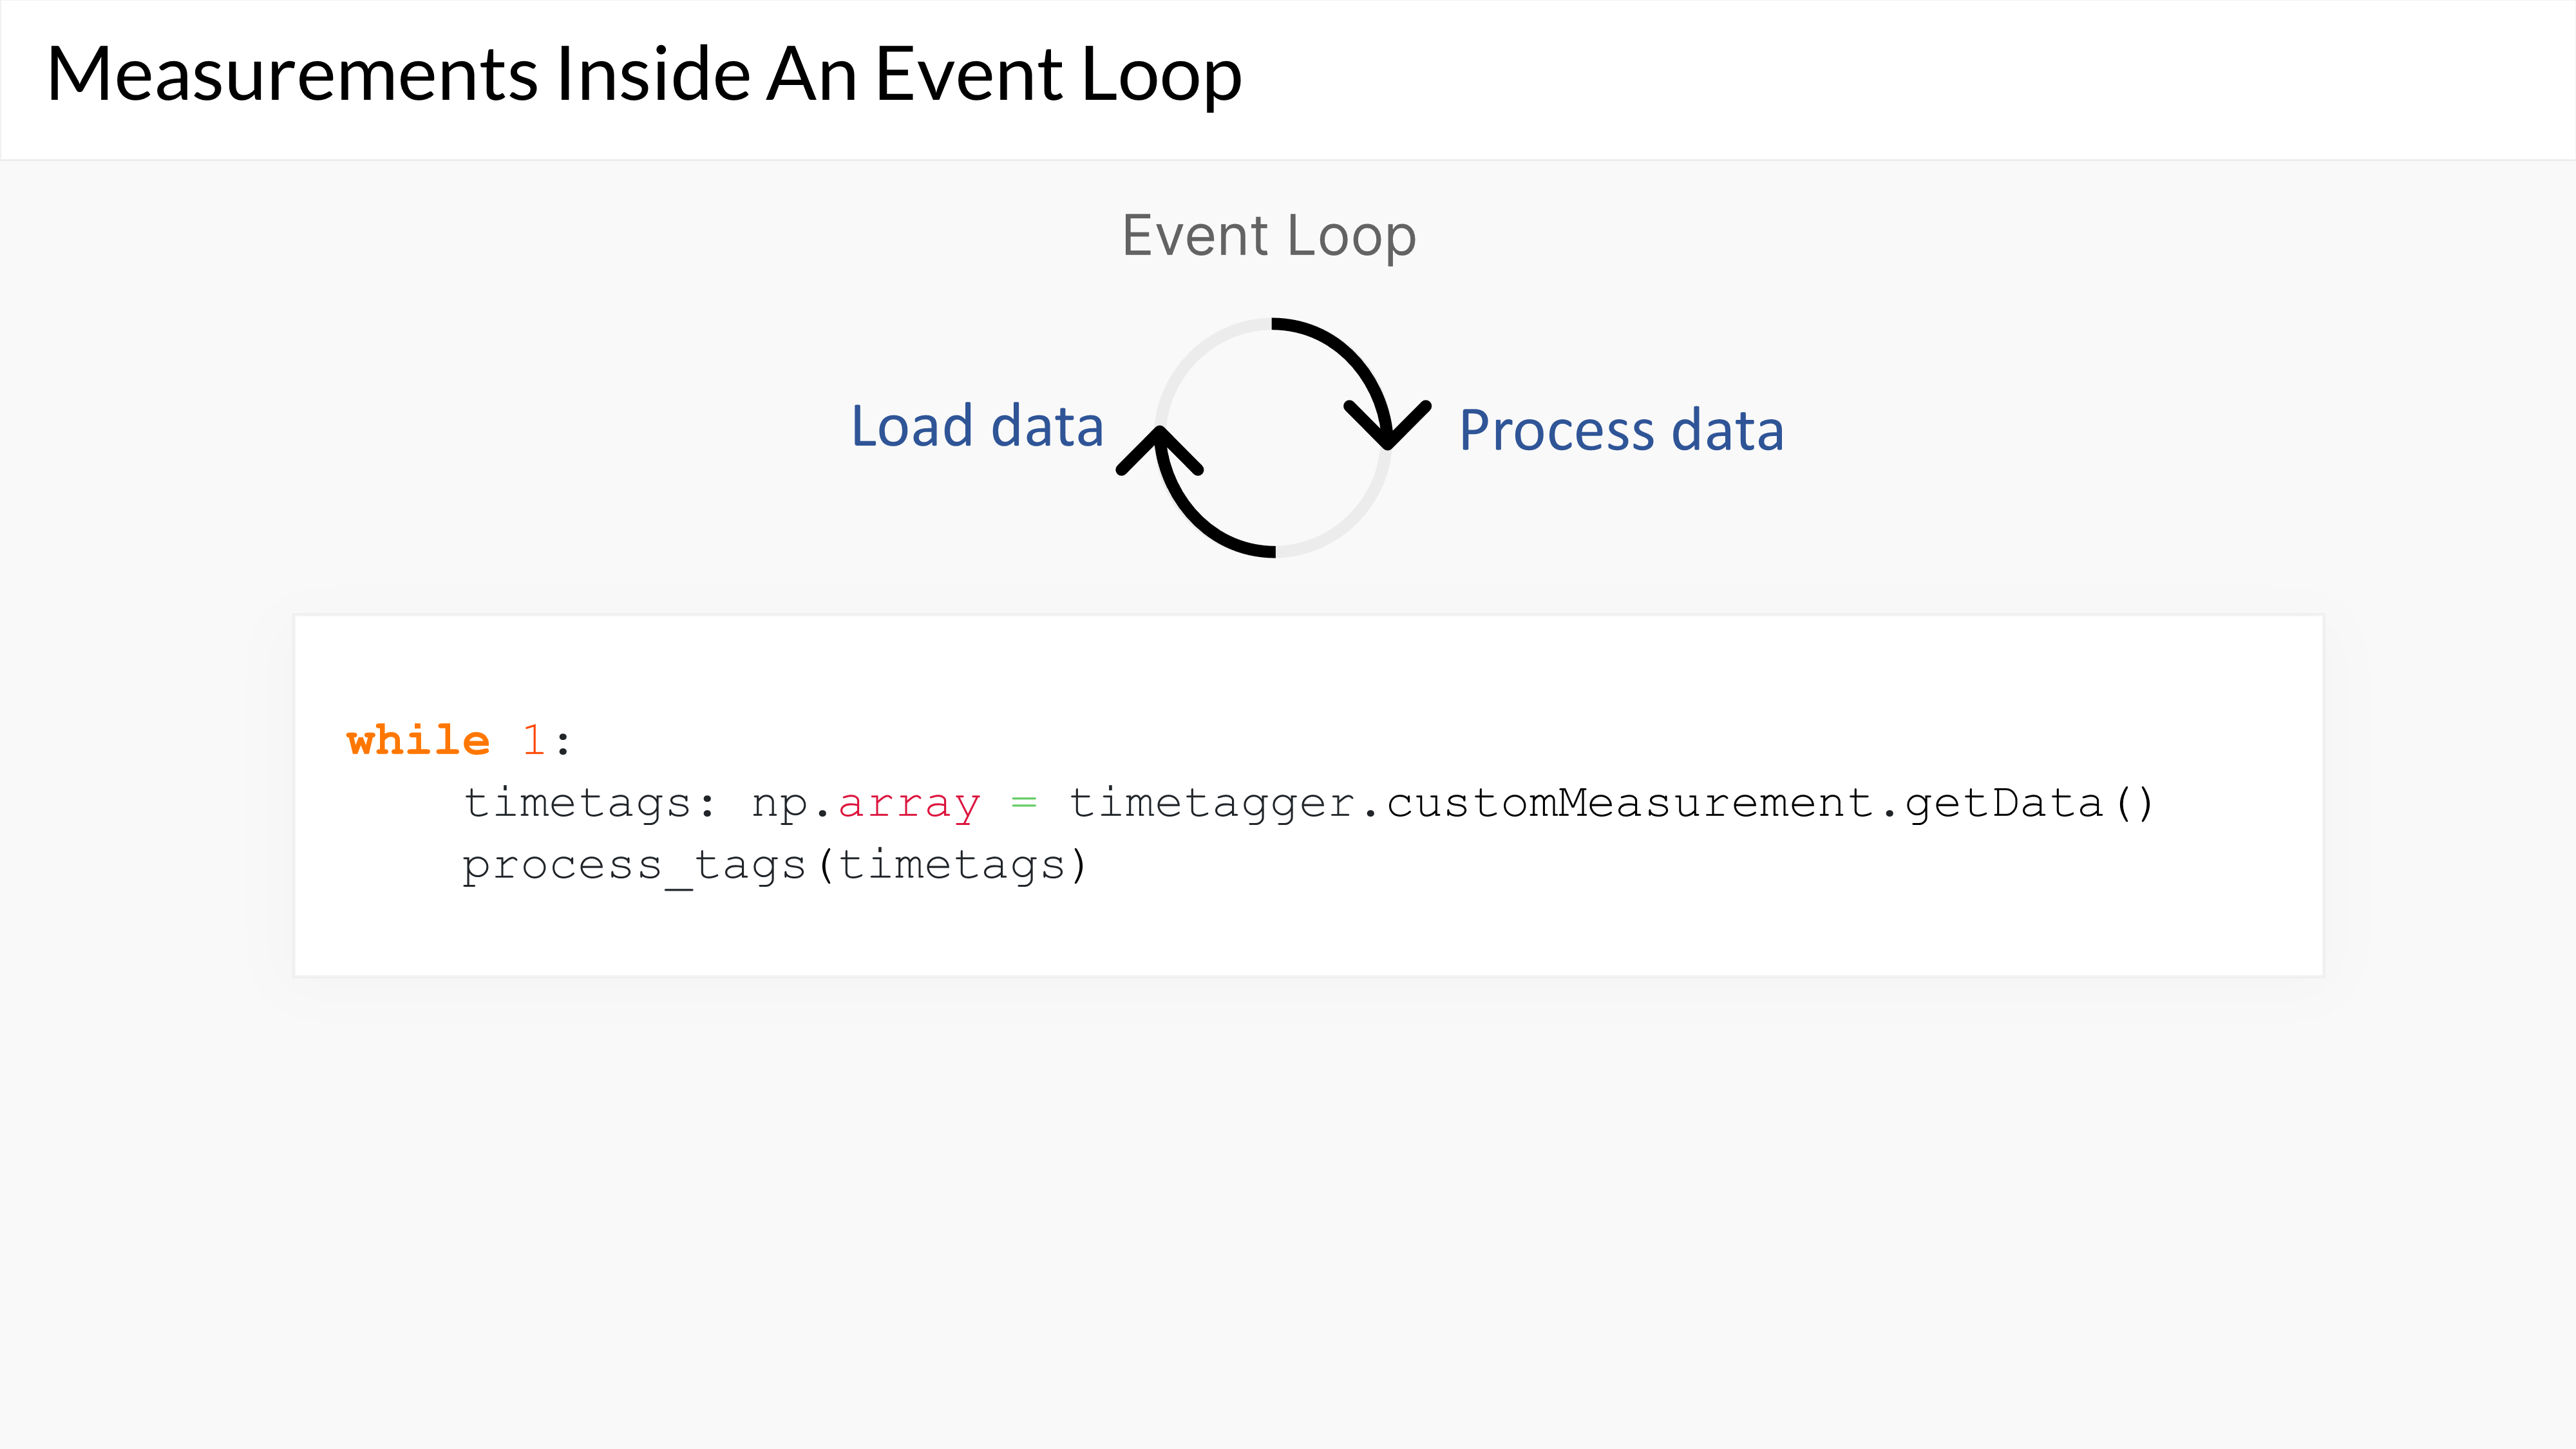 Measurements Inside An Event Loop
Event Loop
Load data
Process data
while 1:
    timetags: np.array = timetagger.customMeasurement.getData()
    process_tags(timetags)